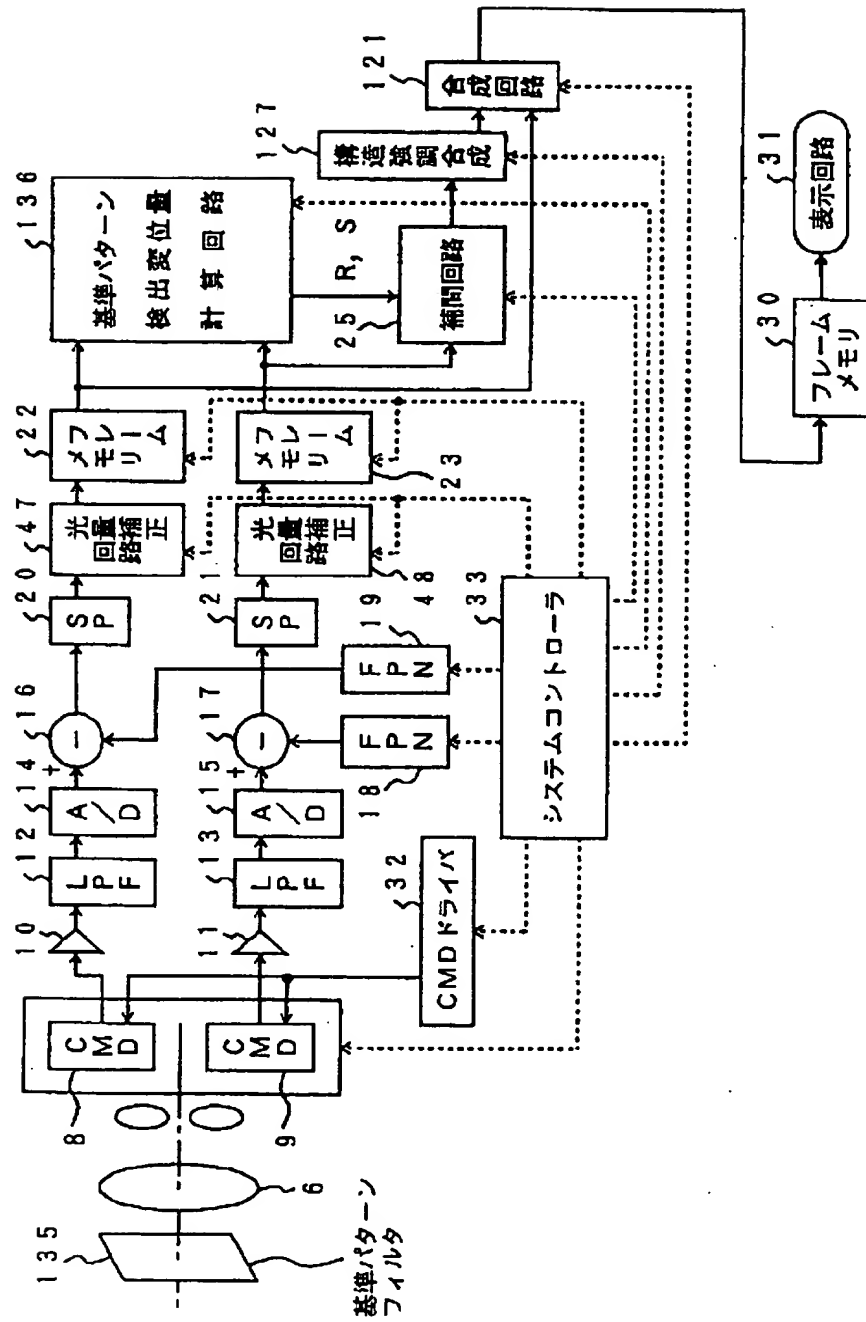 136
基準パターン
検出変位量
計算回路
R, S
127
構造強調合成
121
合成回路
25
補間回路
31
表示回路
30
フレーム
メモリ
22
フレーム
メモリ
23
フレーム
メモリ
47
光量補正
回路
48
光量補正
回路
20
SP
21
SP
16
+
−
17
+
−
14
A/D
15
A/D
12
LPF
13
LPF
10
11
194
FPN
18
FPN
33
システムコントローラ
32
CMDドライバ
CMD
8
CMD
9
6
135
基準パターン
フィルタ